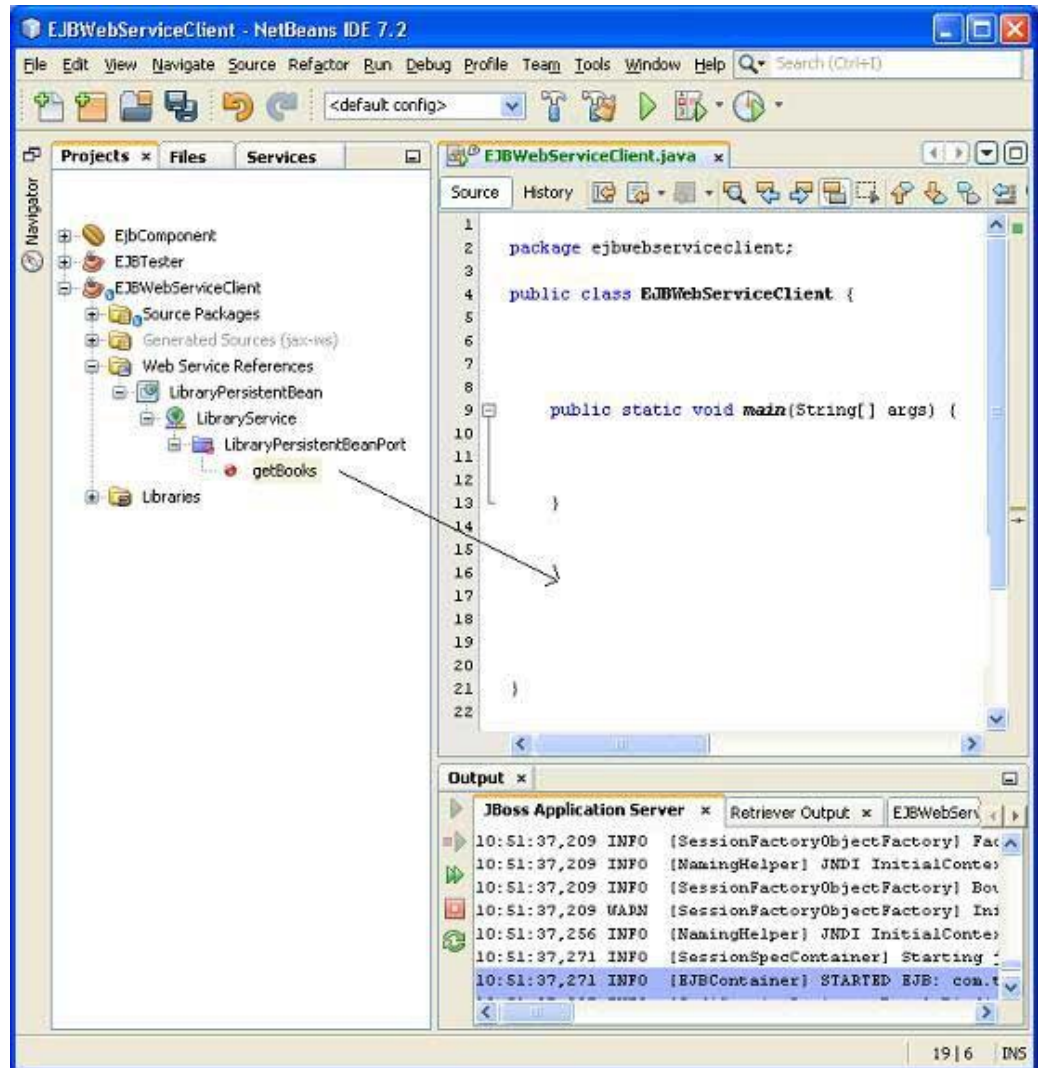 EJBWebServiceClient - NetBeans IDE 7.2
File Edit View Navigate Source Refactor Run Debug Profile Team Tools Window Help Search (Ctrl+I)
<default config>
Projects Files Services
Navigator
EjbComponent
EJBTester
EJBWebServiceClient
Source Packages
Generated Sources (jax-ws)
Web Service References
LibraryPersistentBean
LibraryService
LibraryPersistentBeanPort
getBooks
Libraries
EJBWebServiceClient.java
Source History
1
2 package ejbwebserviceclient;
3
4 public class EJBWebServiceClient {
5
6
7
8
9 public static void main(String[] args) {
10
11
12
13 }
14
15
16
17
18
19
20
21 }
22
Output
JBoss Application Server Retriever Output EJBWebServ
10:51:37,209 INFO [SessionFactoryObjectFactory] Fac
10:51:37,209 INFO [NamingHelper] JNDI InitialContex
10:51:37,209 INFO [SessionFactoryObjectFactory] Bou
10:51:37,209 WARN [SessionFactoryObjectFactory] Ini
10:51:37,256 INFO [NamingHelper] JNDI InitialContex
10:51:37,271 INFO [SessionSpecContainer] Starting
10:51:37,271 INFO [EJBContainer] STARTED EJB: com.t
19|6 INS